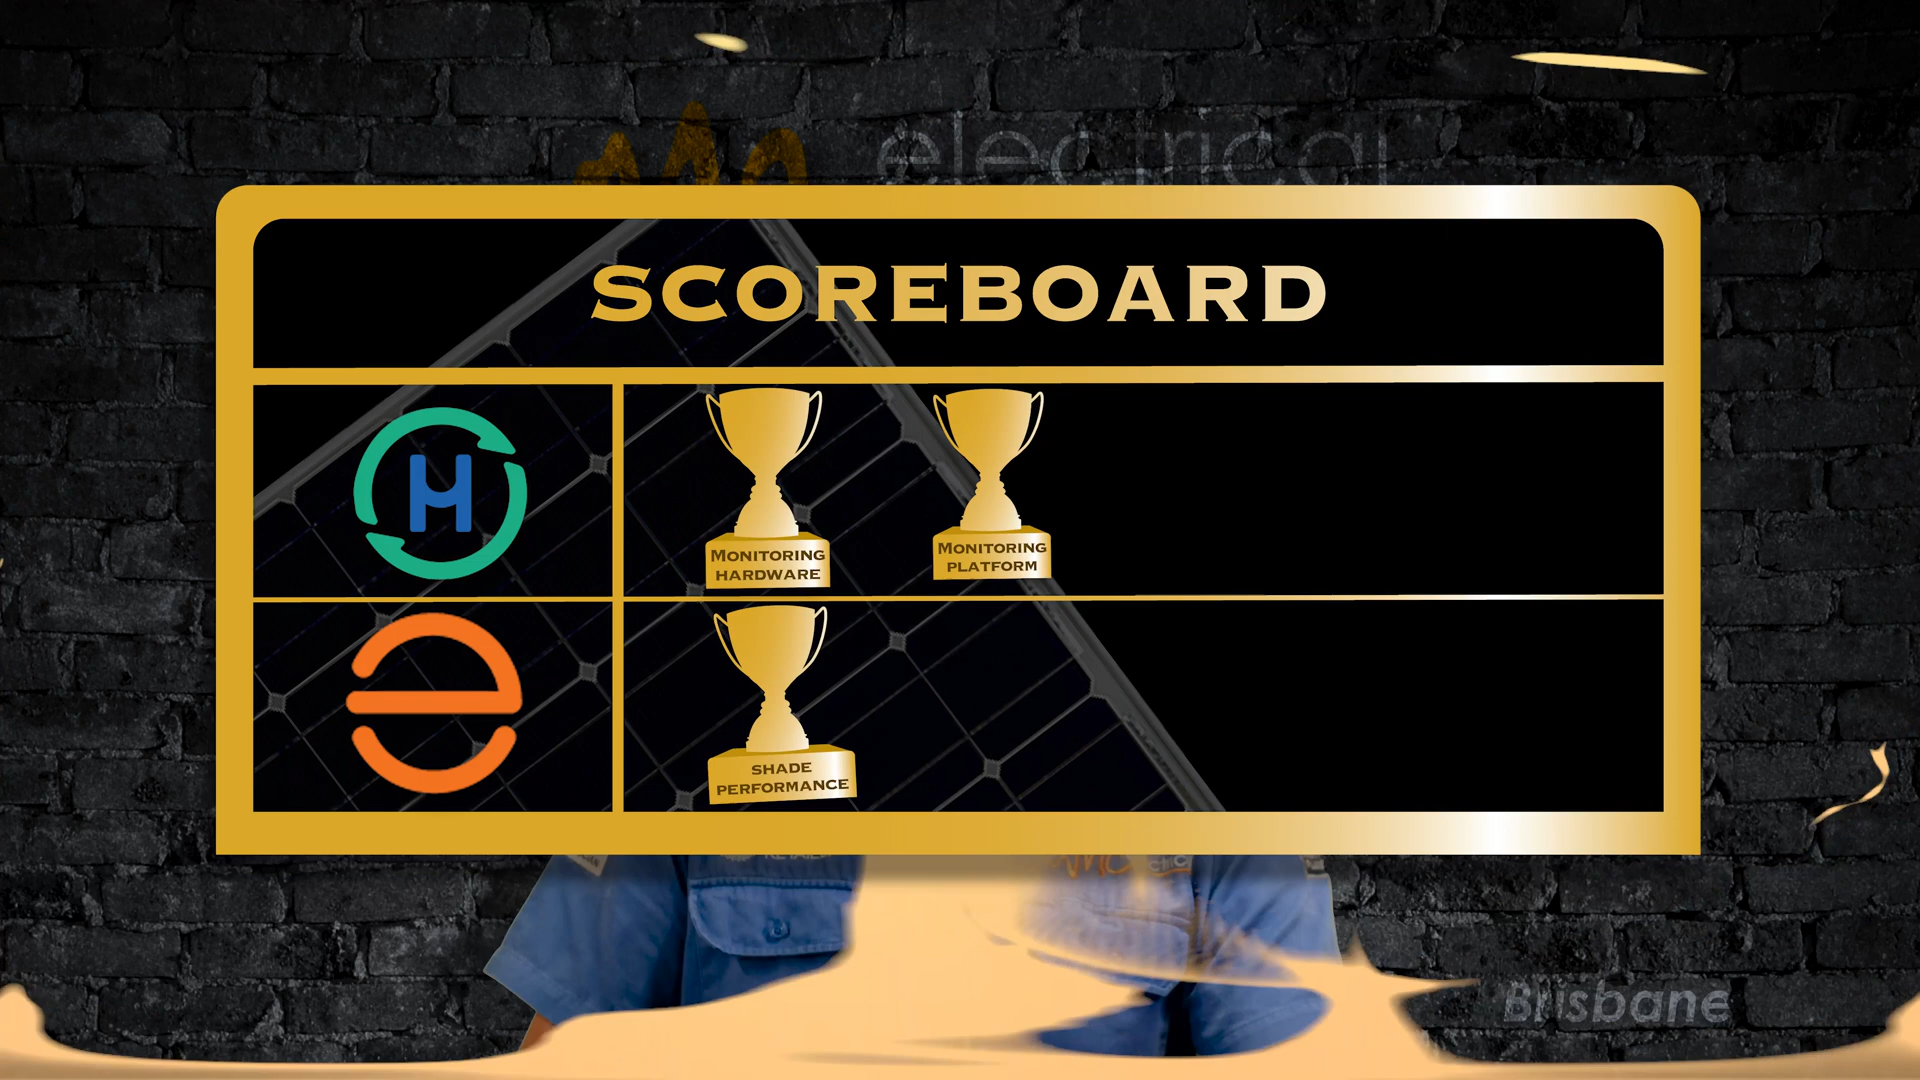 electrical
SCOREBOARD
H
MONITORING
HARDWARE
MONITORING
PLATFORM
e
SHADE
PERFORMANCE
Brisbane